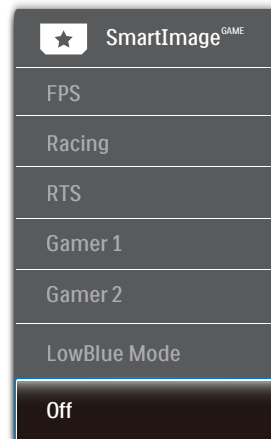 SmartImage GAME
FPS
Racing
RTS
Gamer 1
Gamer 2
LowBlue Mode
Off